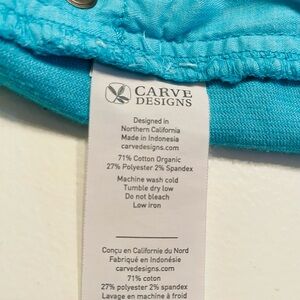 CARVE
DESIGNS
Designed in
Northern California
Made in Indonesia
carvedesigns.com
71% Cotton Organic
27% Polyester 2% Spandex
Machine wash cold
Tumble dry low
Do not bleach
Low iron
Conçu en Californie du Nord
Fabriqué en Indonésie
carvedesigns.com
71% coton
27% polyester 2% spandex
Lavage en machine à froid